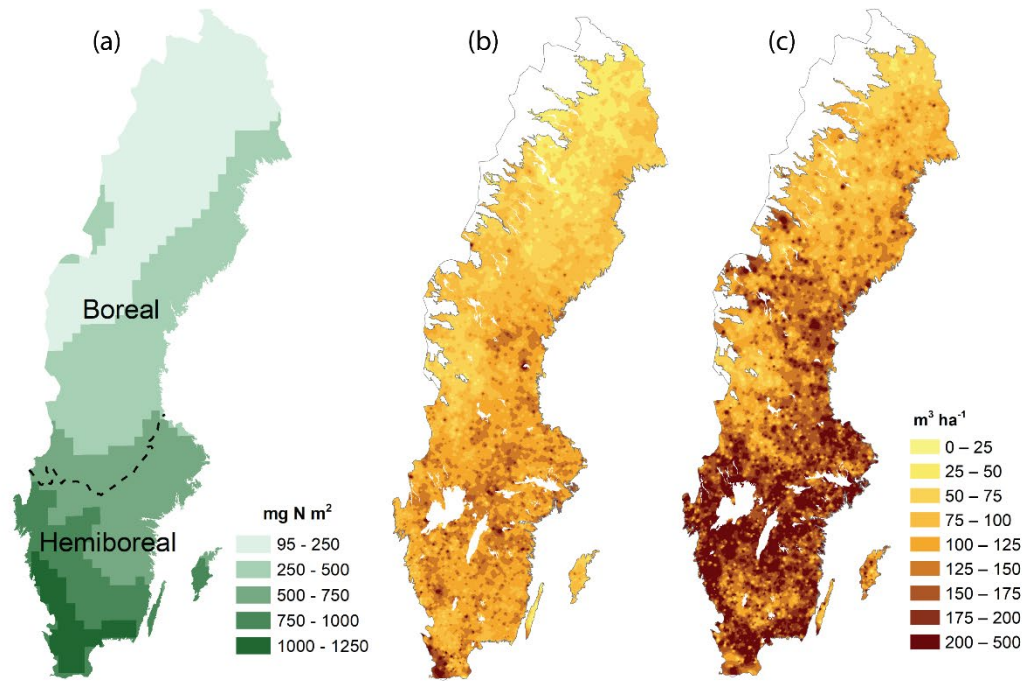 (a)
(b)
(c)
Boreal
Hemiboreal
mg N m²
95 - 250
250 - 500
500 - 750
750 - 1000
1000 - 1250
m³ ha⁻¹
0 – 25
25 – 50
50 – 75
75 – 100
100 – 125
125 – 150
150 – 175
175 – 200
200 – 500